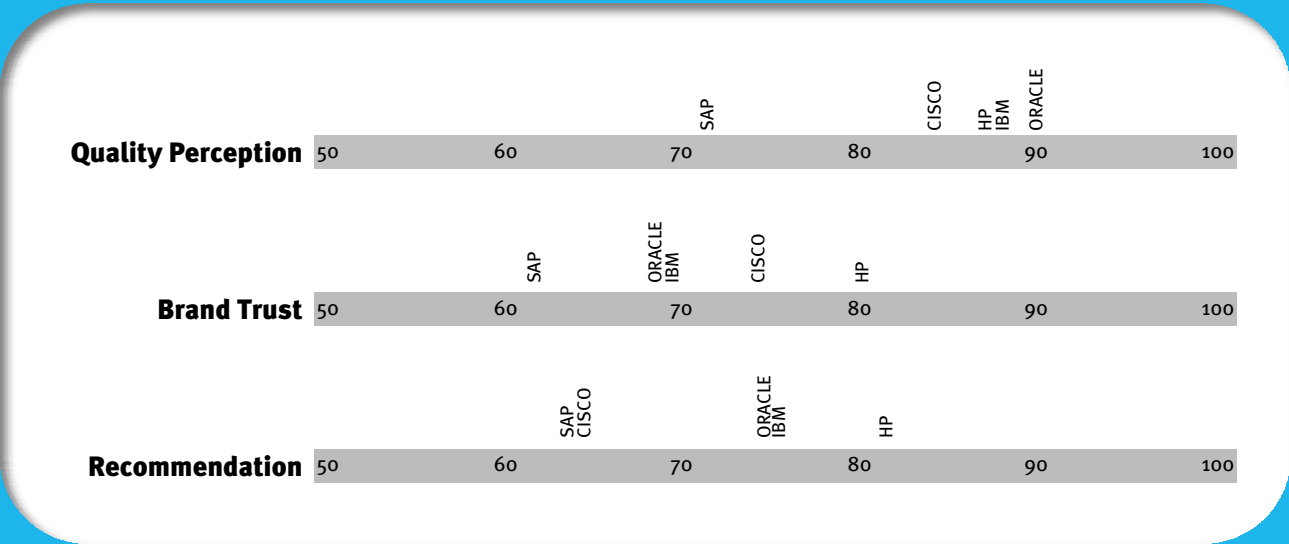 SAP CISCO HP IBM ORACLE
Quality Perception 50 60 70 80 90 100
SAP ORACLE IBM CISCO HP
Brand Trust 50 60 70 80 90 100
SAP CISCO ORACLE IBM HP
Recommendation 50 60 70 80 90 100